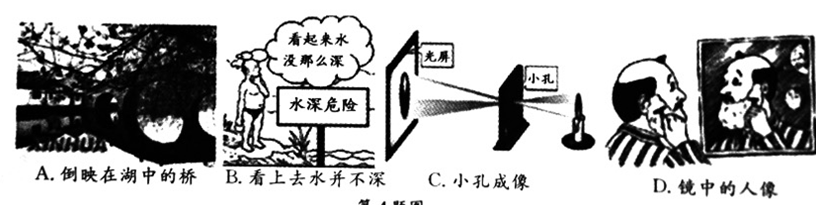 看起来水
没那么深
水深危险
光屏
小孔
A. 倒映在湖中的桥
B. 看上去水并不深
C. 小孔成像
D. 镜中的人像